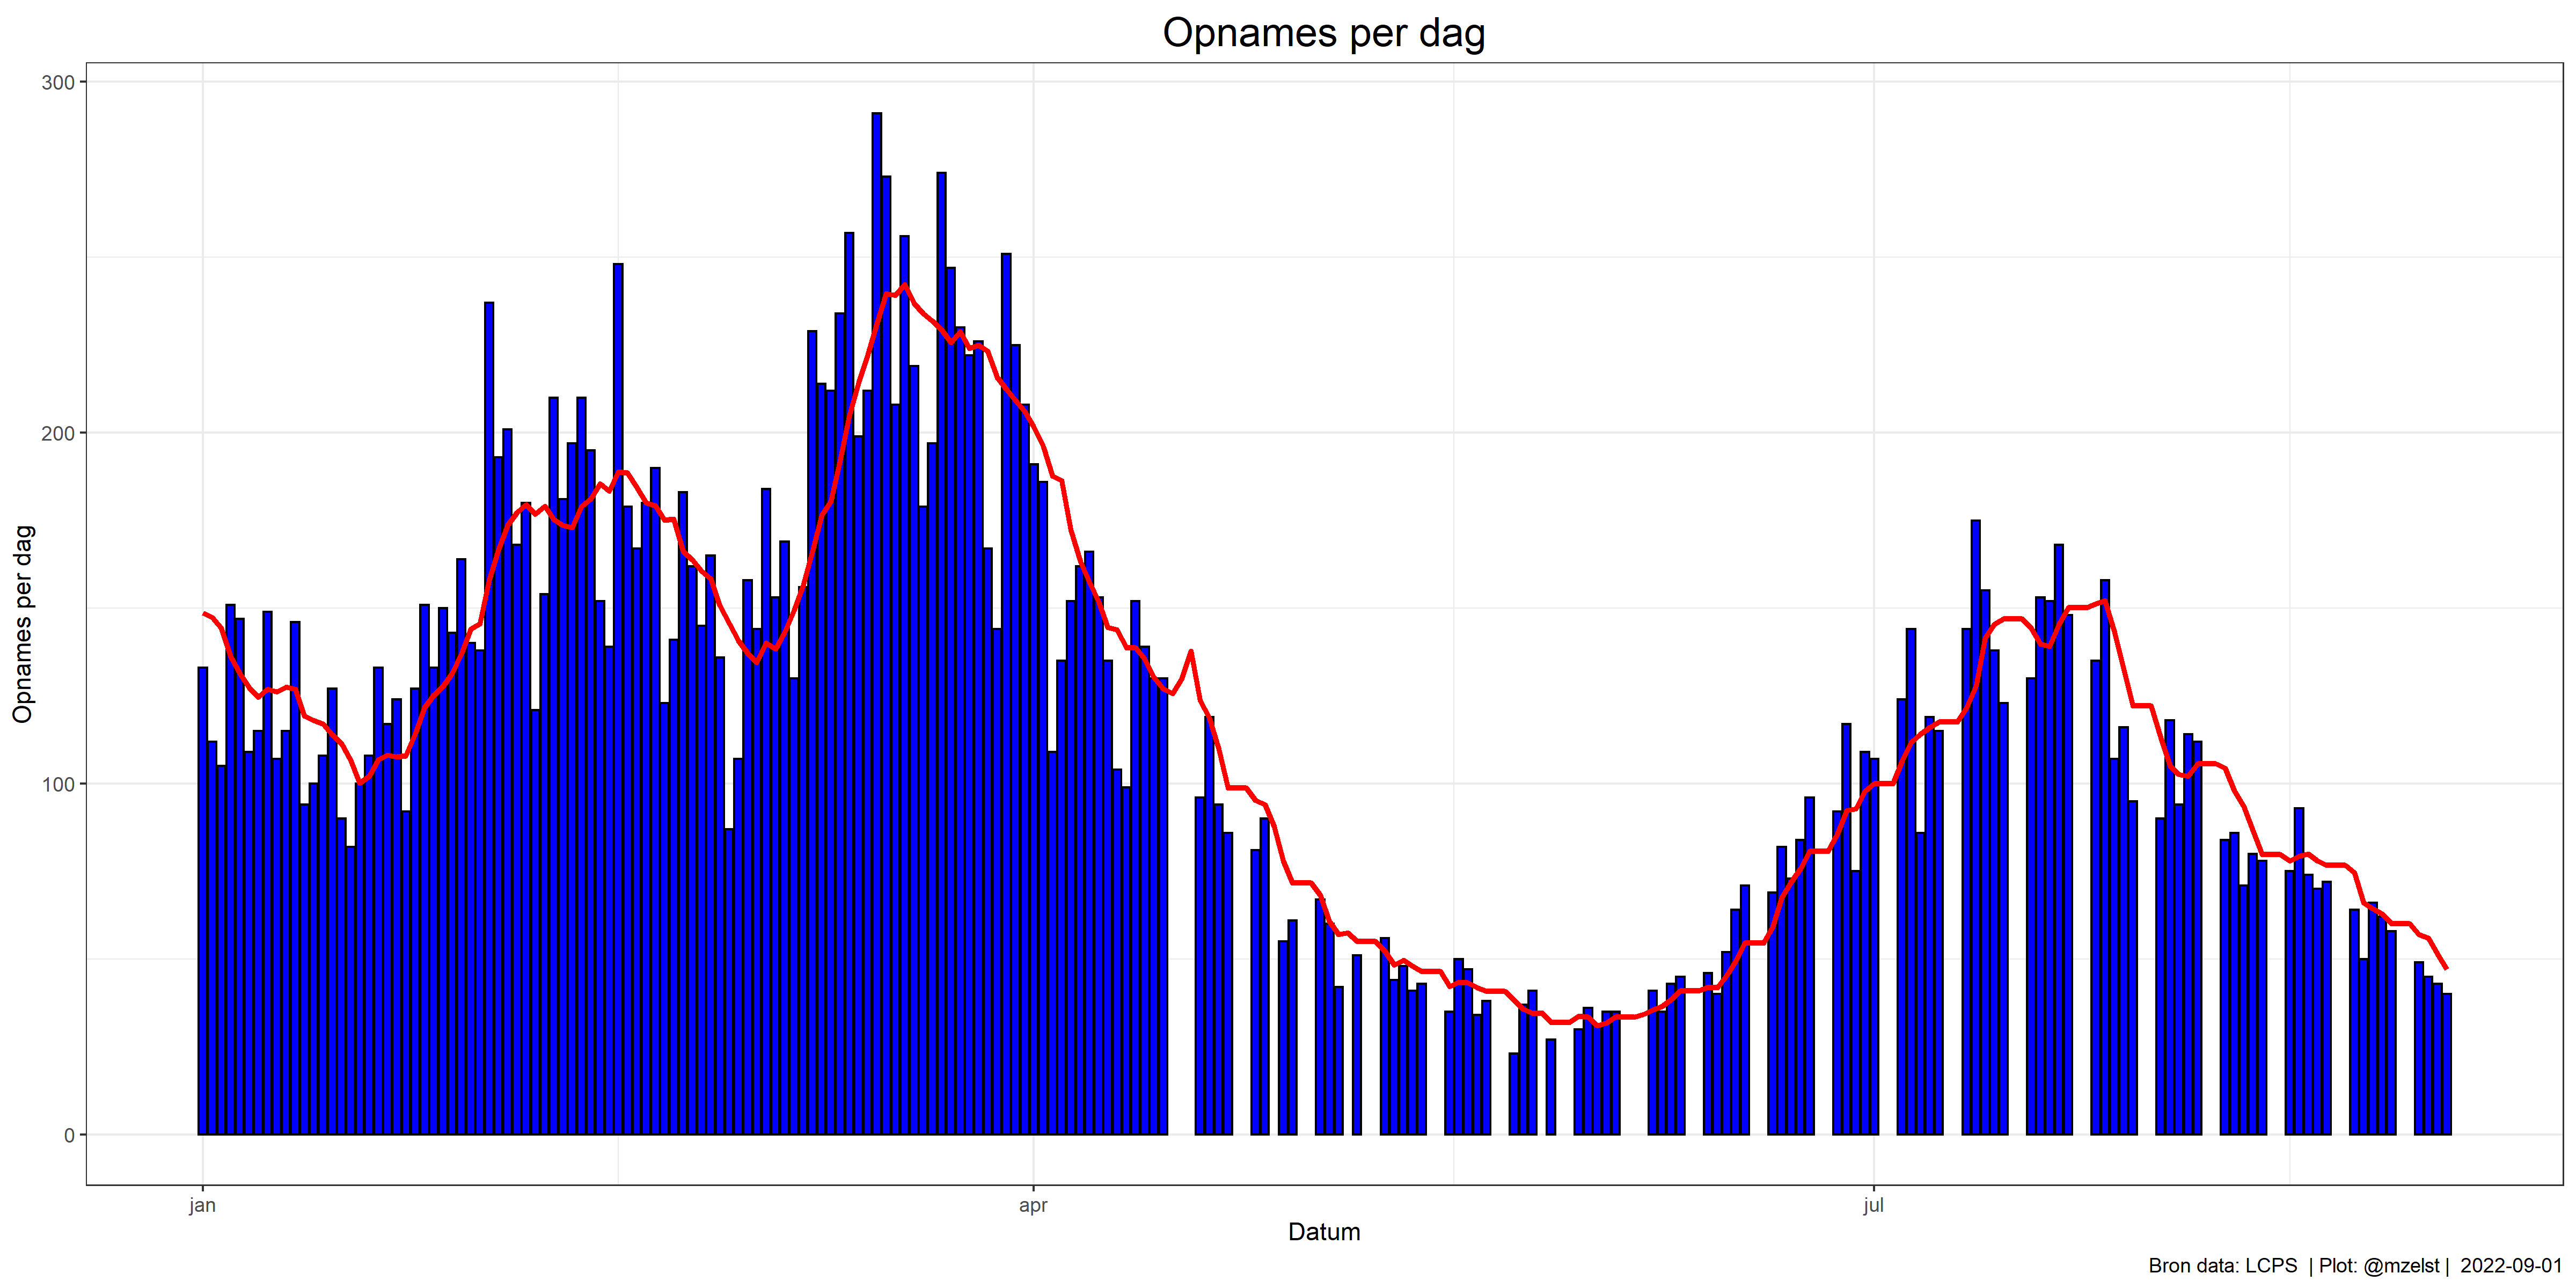 Opnames per dag
300
200
100
0
Opnames per dag
jan apr jul
Datum
Bron data: LCPS | Plot: @mzelst | 2022-09-01